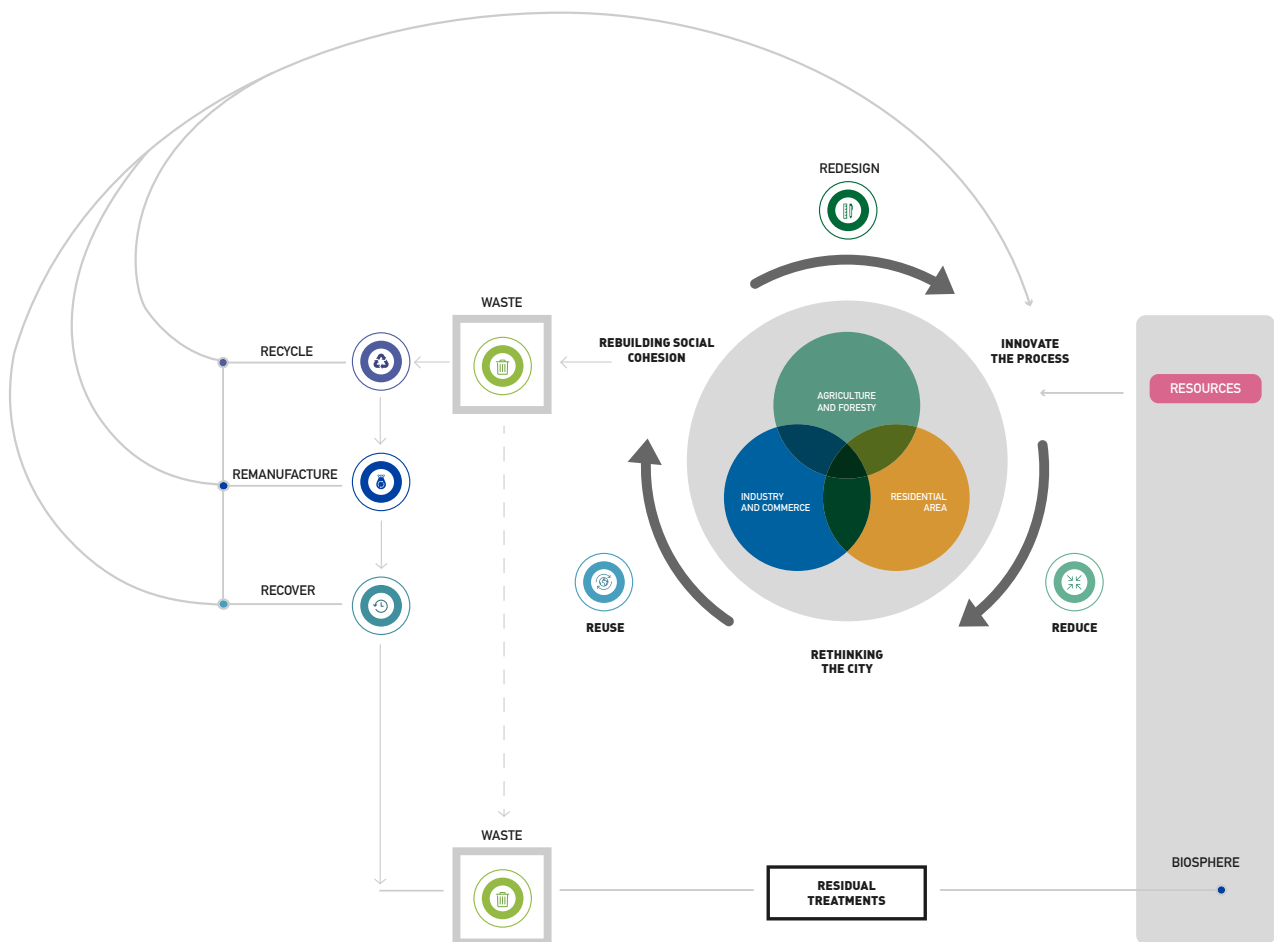 REDESIGN
WASTE
REBUILDING SOCIAL
COHESION
INNOVATE
THE PROCESS
RECYCLE
RESOURCES
AGRICULTURE
AND FORESTY
REMANUFACTURE
INDUSTRY
AND COMMERCE
RESIDENTIAL
AREA
RECOVER
REUSE
REDUCE
RETHINKING
THE CITY
WASTE
BIOSPHERE
RESIDUAL
TREATMENTS